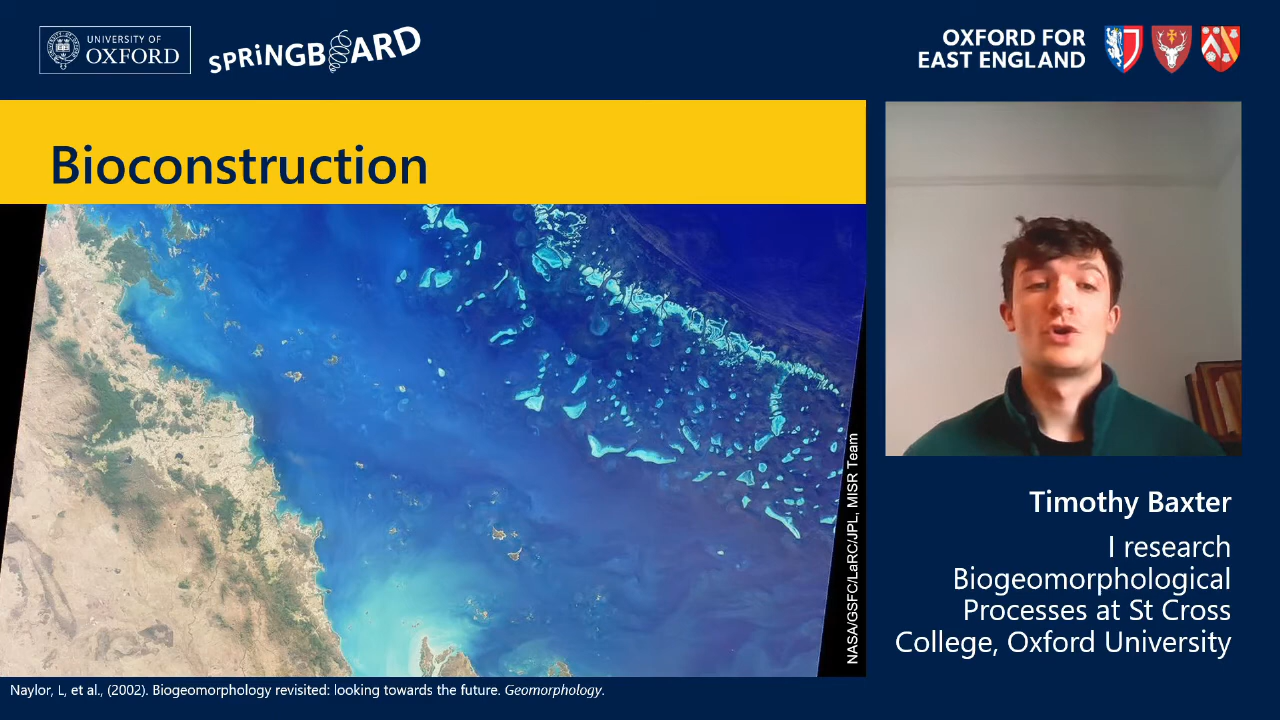 UNIVERSITY OF
OXFORD
SPRiNGBOARD
OXFORD FOR
EAST ENGLAND
Bioconstruction
NASA/GSFC/LaRC/JPL, MISR Team
Timothy Baxter
I research
Biogeomorphological
Processes at St Cross
College, Oxford University
Naylor, L, et al., (2002). Biogeomorphology revisited: looking towards the future. Geomorphology.